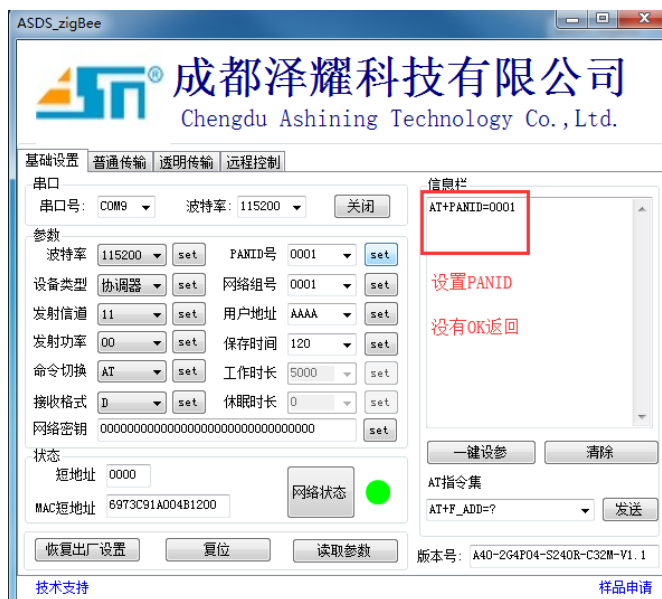 ASDS_zigBee
ASN®
成都泽耀科技有限公司
Chengdu Ashining Technology Co.,Ltd.
基础设置 普通传输 透明传输 远程控制
串口
串口号: COM9 波特率: 115200 关闭
参数
波特率 115200 set PANID号 0001 set
设备类型 协调器 set 网络组号 0001 set
发射信道 11 set 用户地址 AAAA set
发射功率 00 set 保存时间 120 set
命令切换 AT set 工作时长 5000 set
接收格式 D set 休眠时长 0 set
网络密钥 00000000000000000000000000000000 set
状态
短地址 0000
MAC短地址 6973C91A004B1200
网络状态
恢复出厂设置 复位 读取参数
技术支持
信息栏
AT+PANID=0001
设置PANID
没有OK返回
一键设参 清除
AT指令集
AT+F_ADD=? 发送
版本号: A40-2G4P04-S240R-C32M-V1.1
样品申请